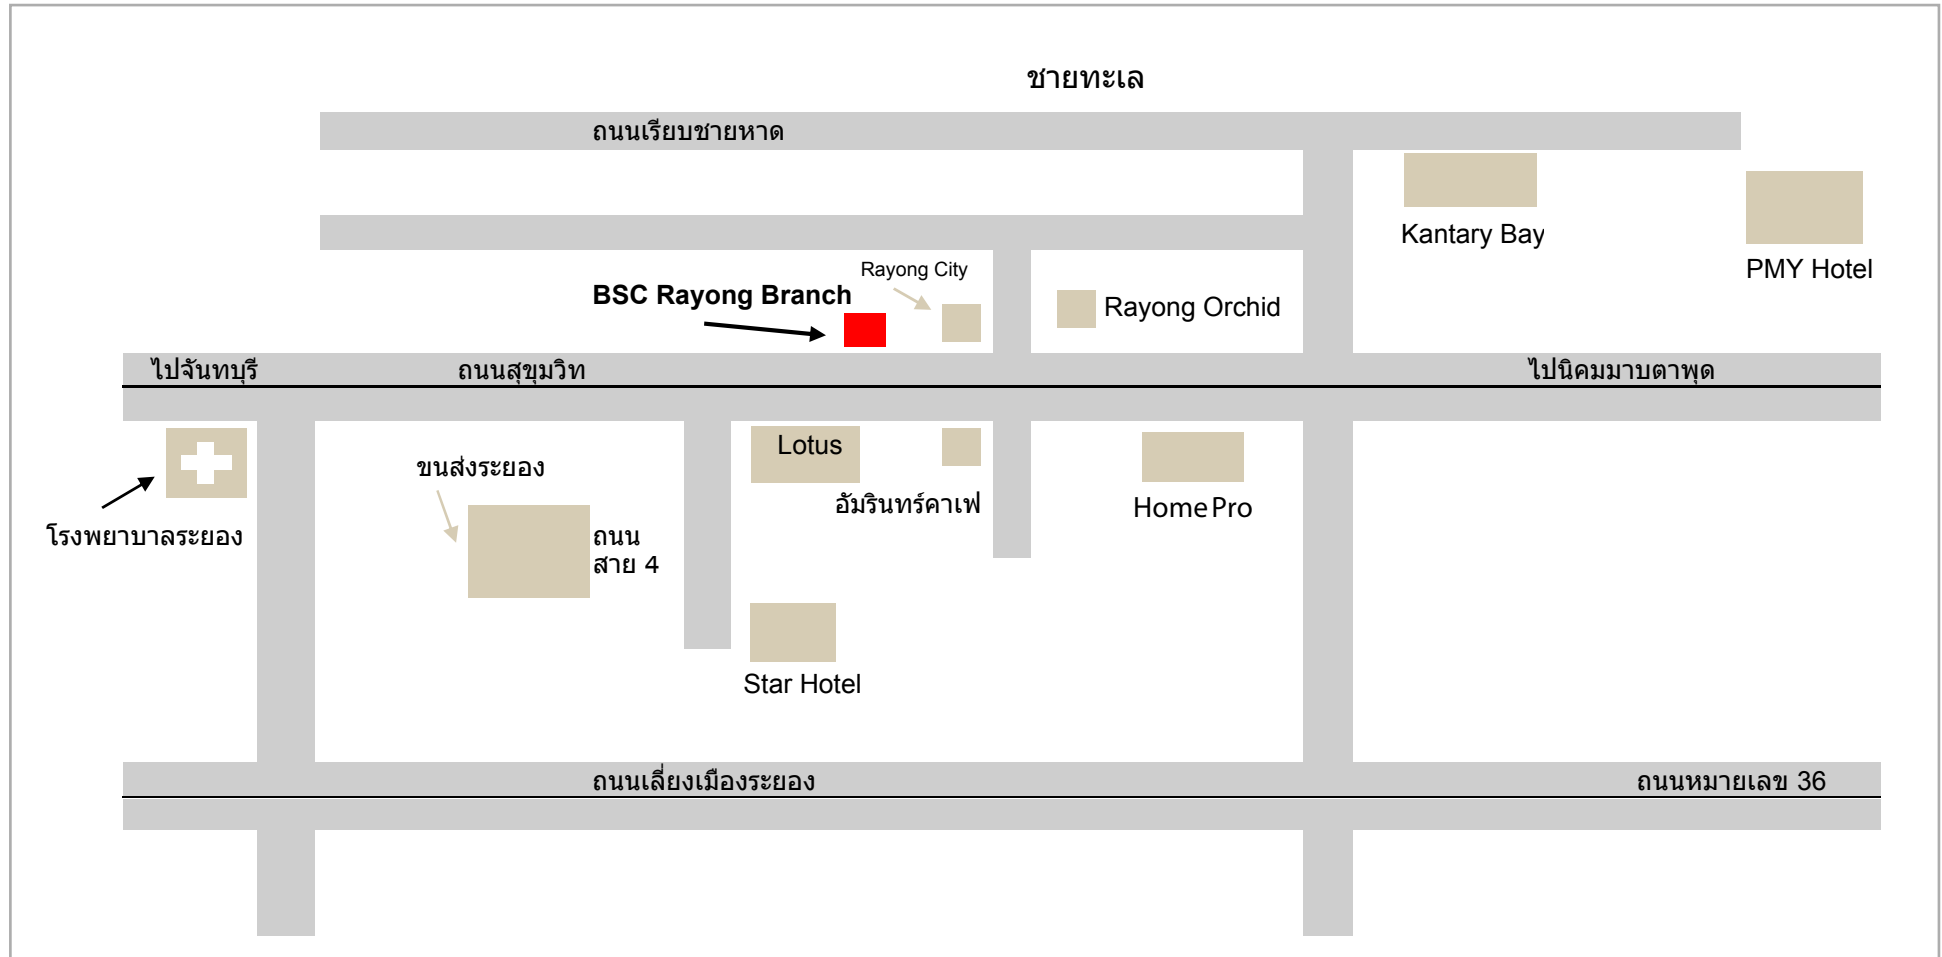 ชายทะเล
ถนนเรียบชายหาด
Kantary Bay
PMY Hotel
Rayong City
BSC Rayong Branch
Rayong Orchid
ไปจันทบุรี
ถนนสุขุมวิท
ไปนิคมมาบตาพุด
Lotus
ขนส่งระยอง
อัมรินทร์คาเฟ่
HomePro
โรงพยาบาลระยอง
ถนน
สาย 4
Star Hotel
ถนนเลี่ยงเมืองระยอง
ถนนหมายเลข 36